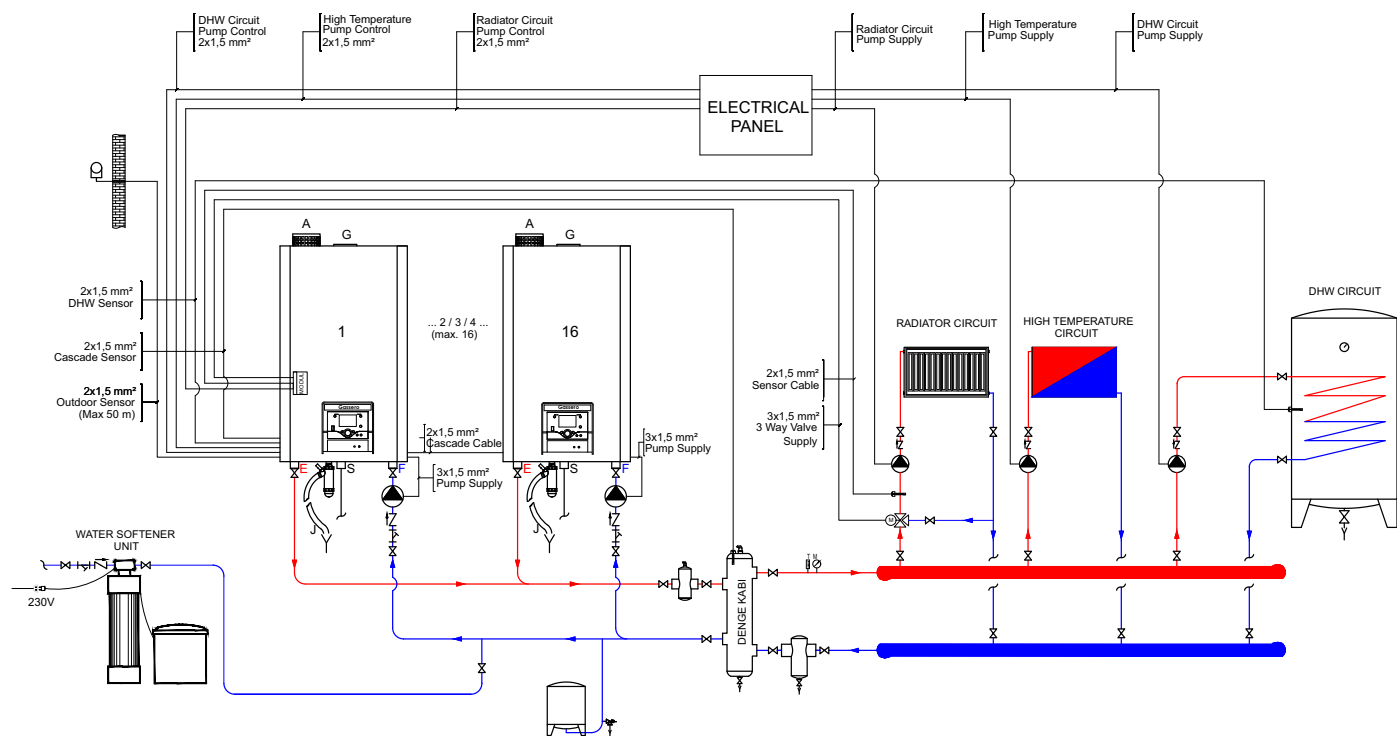 DHW Circuit
Pump Control
2x1,5 mm²
High Temperature
Pump Control
2x1,5 mm²
Radiator Circuit
Pump Control
2x1,5 mm²
Radiator Circuit
Pump Supply
High Temperature
Pump Supply
DHW Circuit
Pump Supply
ELECTRICAL
PANEL
A
G
A
G
2x1,5 mm²
DHW Sensor
2x1,5 mm²
Cascade Sensor
2x1,5 mm²
Outdoor Sensor
(Max 50 m)
1
... 2 / 3 / 4 ...
(max. 16)
16
MODUL
Gassero
Gassero
RADIATOR CIRCUIT
HIGH TEMPERATURE
CIRCUIT
DHW CIRCUIT
2x1,5 mm²
Sensor Cable
3x1,5 mm²
3 Way Valve
Supply
2x1,5 mm²
Cascade Cable
3x1,5 mm²
Pump Supply
3x1,5 mm²
Pump Supply
E
S
F
E
S
F
J
J
M
WATER SOFTENER
UNIT
230V
T
M
DENGE KABI